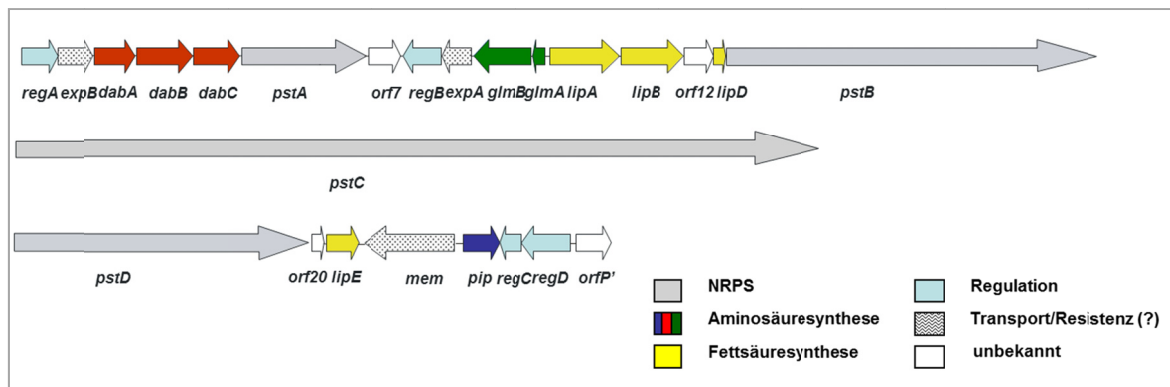 regA expB dabA dabB dabC pstA orf7 regB expA glmB glmA lipA lipB orf12 lipD pstB
pstC
pstD orf20 lipE mem pip regC regD orfP'
NRPS Regulation
Aminosäuresynthese Transport/Resistenz (?)
Fettsäuresynthese unbekannt